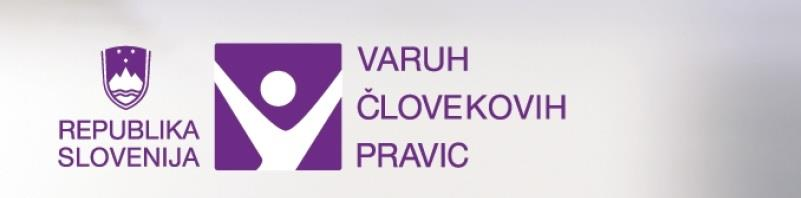 REPUBLIKA
SLOVENIJA
VARUH
ČLOVEKOVIH
PRAVIC